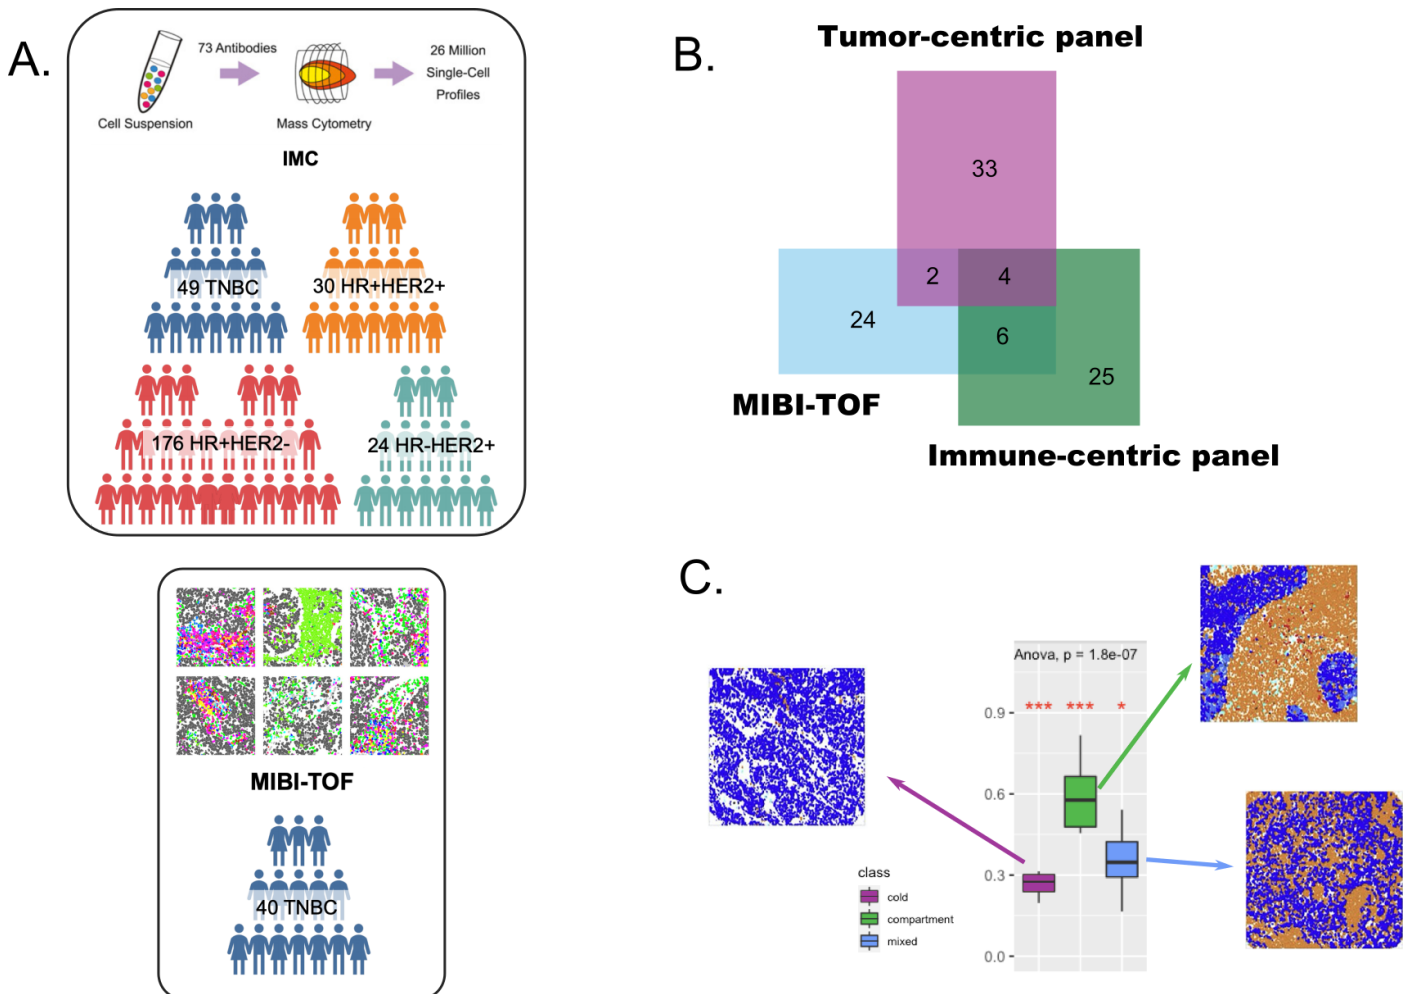 A.
73 Antibodies
26 Million
Single-Cell
Profiles
Cell Suspension
Mass Cytometry
IMC
49 TNBC
30 HR+HER2+
176 HR+HER2-
24 HR-HER2+
MIBI-TOF
40 TNBC
B.
Tumor-centric panel
33
2
4
24
6
25
MIBI-TOF
Immune-centric panel
C.
Anova, p = 1.8e-07
*** *** *
0.9
0.6
0.3
0.0
class
cold
compartment
mixed